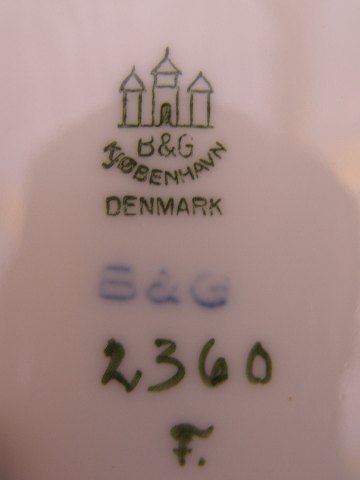 B&G
KJØBENHAVN
DENMARK
B&G
2360
F.